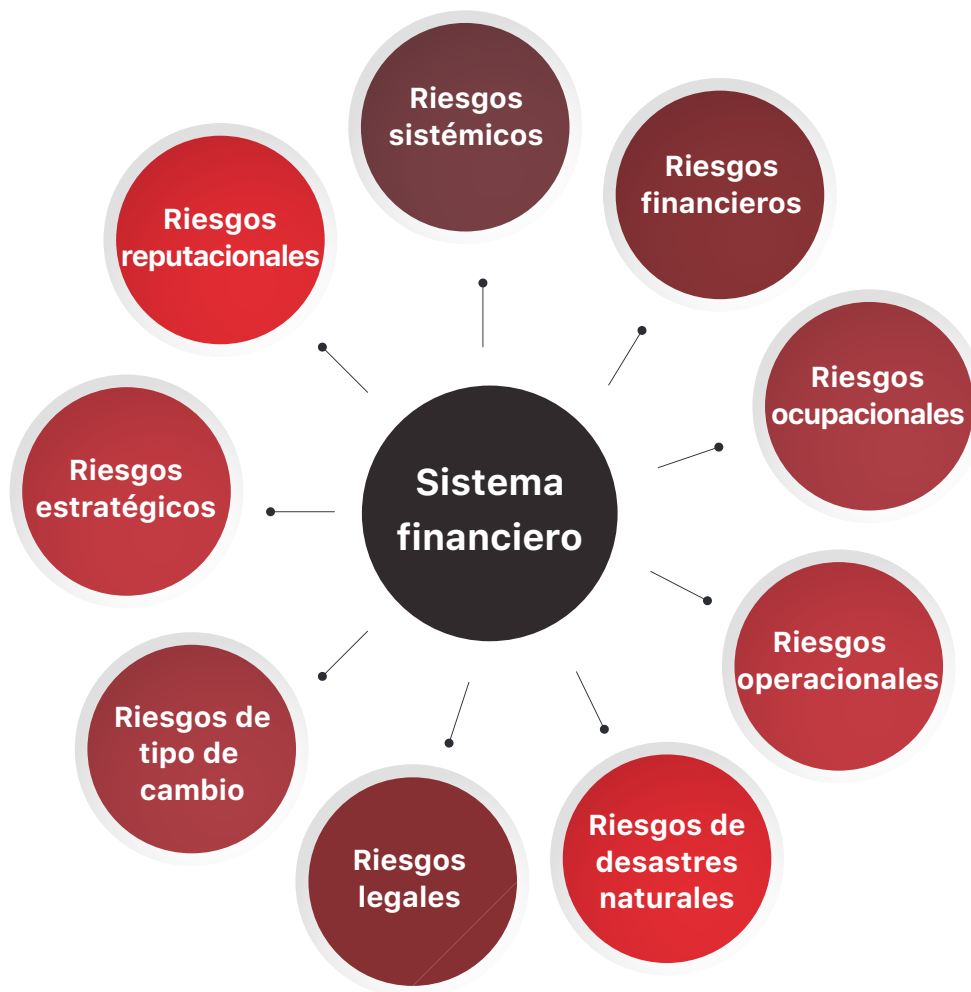 Riesgos
sistémicos
Riesgos
financieros
Riesgos
ocupacionales
Riesgos
operacionales
Riesgos de
desastres
naturales
Riesgos
legales
Riesgos de
tipo de
cambio
Riesgos
estratégicos
Riesgos
reputacionales
Sistema
financiero